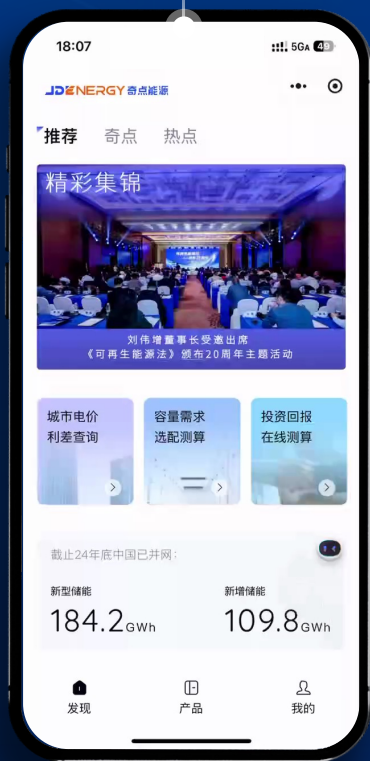 18:07
5GA 49
JDENERGY 奇点能源
推荐 奇点 热点
精彩集锦
刘伟增董事长受邀出席
《可再生能源法》颁布20周年主题活动
城市电价
利差查询
容量需求
选配测算
投资回报
在线测算
截止24年底中国已并网：
新型储能
184.2GWh
新增储能
109.8GWh
发现
产品
我的